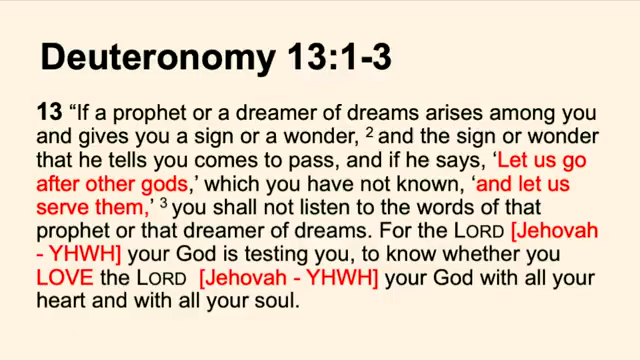 Deuteronomy 13:1-3
13 “If a prophet or a dreamer of dreams arises among you
and gives you a sign or a wonder, ² and the sign or wonder
that he tells you comes to pass, and if he says, ‘Let us go
after other gods,’ which you have not known, ‘and let us
serve them,’ ³ you shall not listen to the words of that
prophet or that dreamer of dreams. For the LORD [Jehovah
- YHWH] your God is testing you, to know whether you
LOVE the LORD [Jehovah - YHWH] your God with all your
heart and with all your soul.